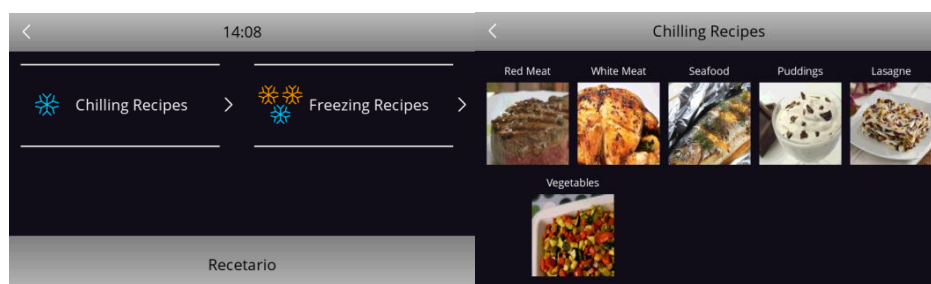 14:08
Chilling Recipes
Freezing Recipes
Recetario
Chilling Recipes
Red Meat White Meat Seafood Puddings Lasagne
Vegetables